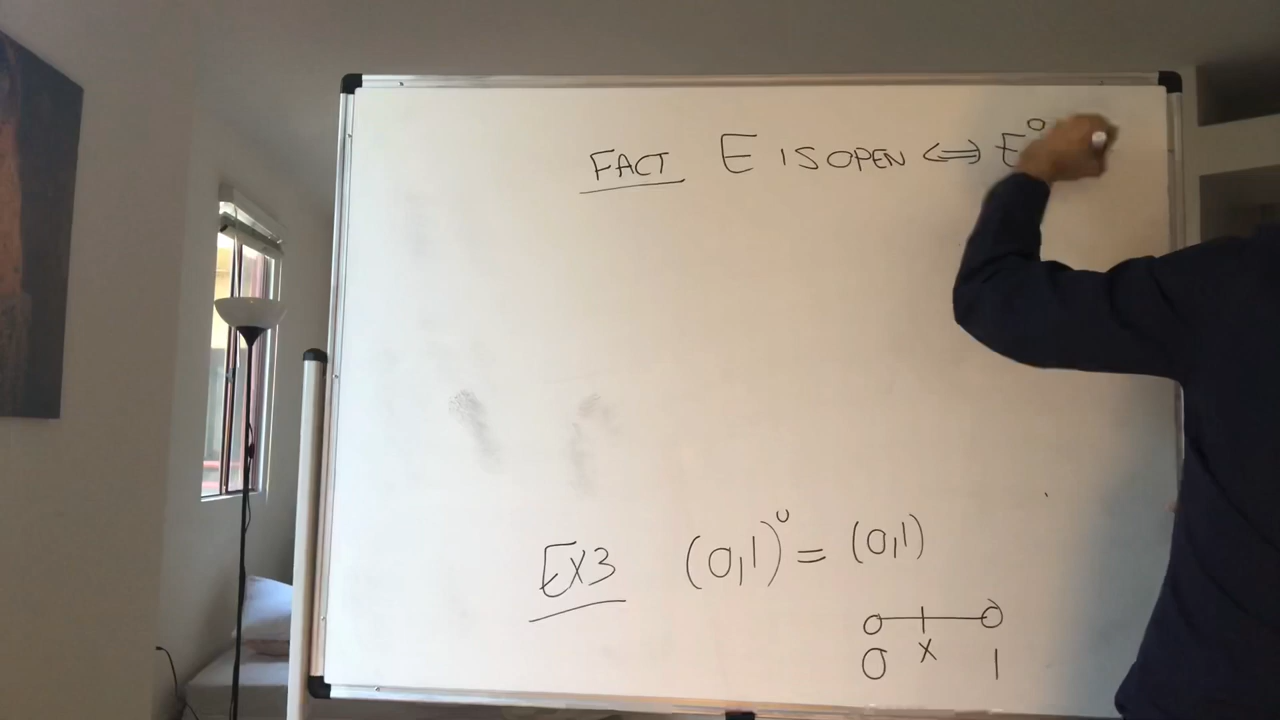 FACT E IS OPEN ⟺ E°
EX3 (0,1)° = (0,1)
0 x 1